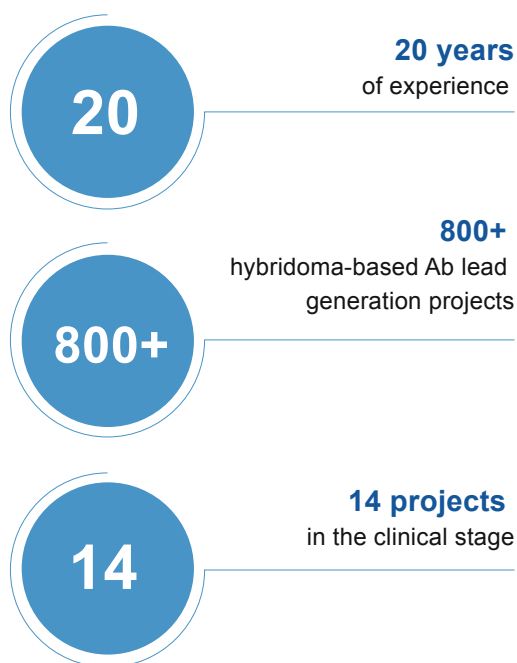 20
20 years
of experience
800+
800+
hybridoma-based Ab lead
generation projects
14
14 projects
in the clinical stage